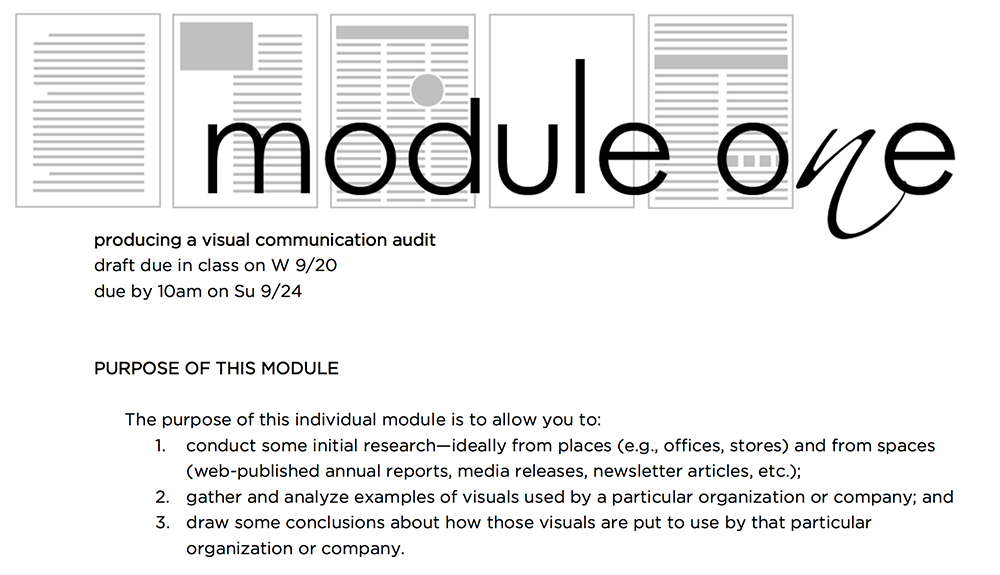 module one
producing a visual communication audit
draft due in class on W 9/20
due by 10am on Su 9/24
PURPOSE OF THIS MODULE
The purpose of this individual module is to allow you to:
1. conduct some initial research—ideally from places (e.g., offices, stores) and from spaces
(web-published annual reports, media releases, newsletter articles, etc.);
2. gather and analyze examples of visuals used by a particular organization or company; and
3. draw some conclusions about how those visuals are put to use by that particular
organization or company.